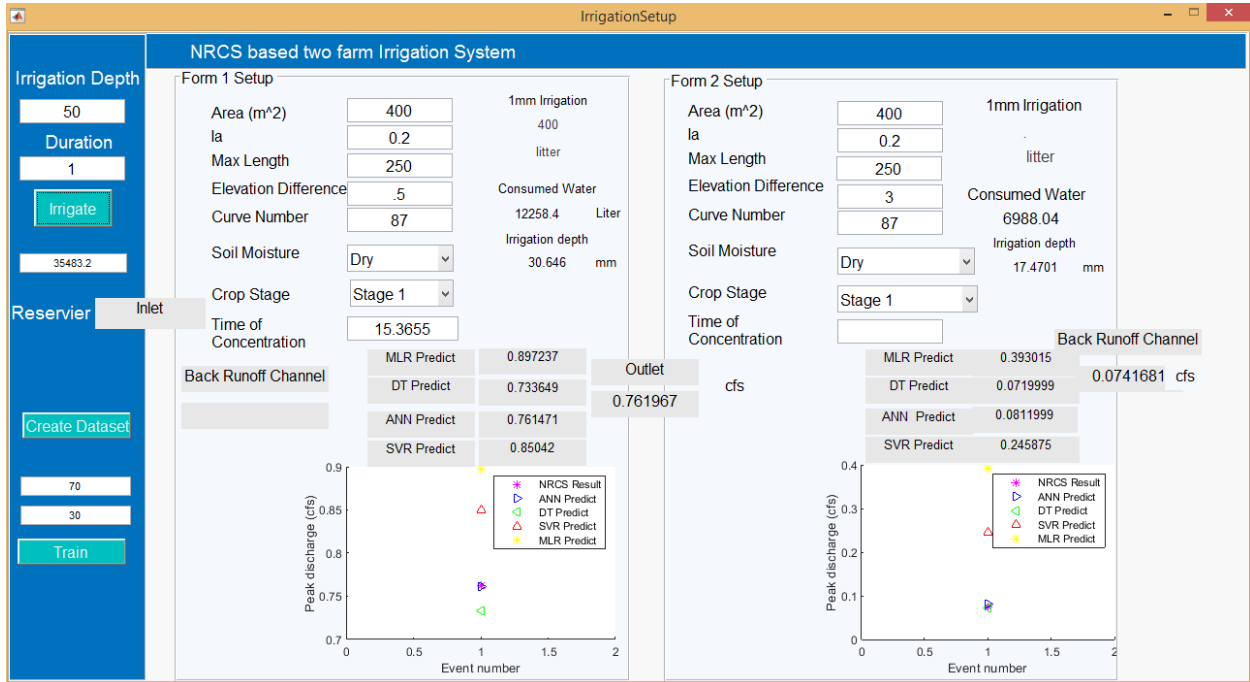 IrrigationSetup
NRCS based two farm Irrigation System
Irrigation Depth
50
Duration
1
Irrigate
35483.2
Reservier
Inlet
Create Dataset
70
30
Train
Form 1 Setup
Area (m^2)
400
Ia
0.2
Max Length
250
Elevation Difference
.5
Curve Number
87
Soil Moisture
Dry
Crop Stage
Stage 1
Time of
Concentration
15.3655
1mm Irrigation
400
litter
Consumed Water
12258.4 Liter
Irrigation depth
30.646 mm
Back Runoff Channel
MLR Predict 0.897237
DT Predict 0.733649
ANN Predict 0.761471
SVR Predict 0.85042
Outlet
0.761967
cfs
0.9
0.85
0.8
0.75
0.7
Peak discharge (cfs)
NRCS Result
ANN Predict
DT Predict
SVR Predict
MLR Predict
0 0.5 1 1.5 2
Event number
Form 2 Setup
Area (m^2)
400
Ia
0.2
Max Length
250
Elevation Difference
3
Curve Number
87
Soil Moisture
Dry
Crop Stage
Stage 1
Time of
Concentration
1mm Irrigation
.
litter
Consumed Water
6988.04
Irrigation depth
17.4701 mm
Back Runoff Channel
0.0741681 cfs
MLR Predict 0.393015
DT Predict 0.0719999
ANN Predict 0.0811999
SVR Predict 0.245875
0.4
0.3
0.2
0.1
0
Peak discharge (cfs)
NRCS Result
ANN Predict
DT Predict
SVR Predict
MLR Predict
0 0.5 1 1.5 2
Event number